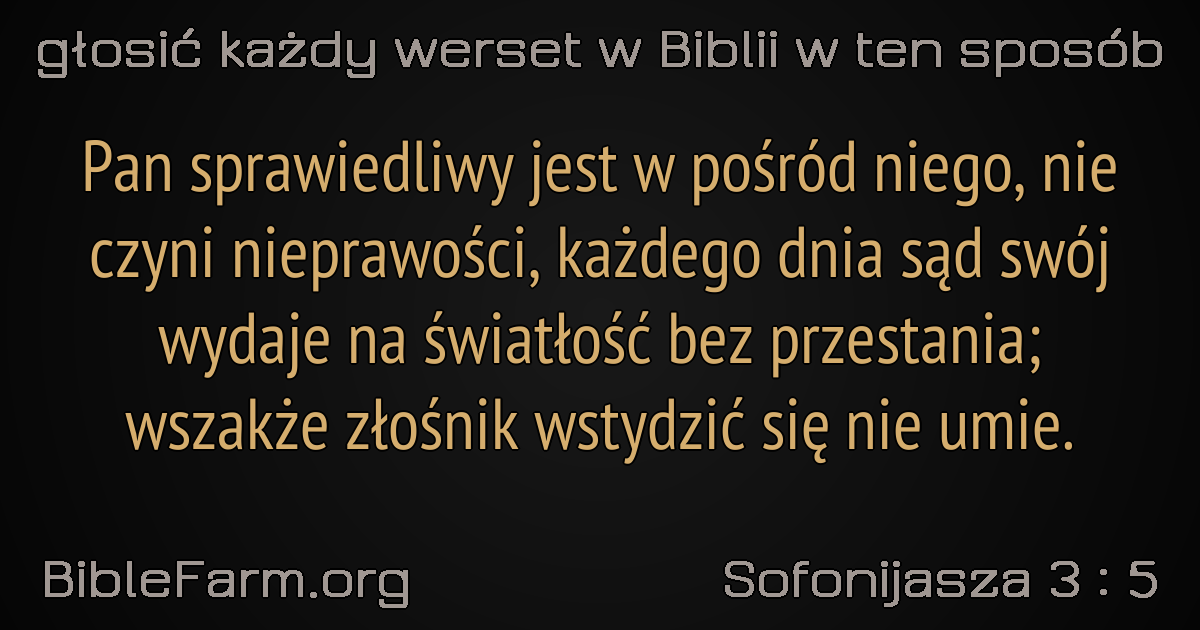 głosić każdy werset w Biblii w ten sposób
Pan sprawiedliwy jest w pośród niego, nie
czyni nieprawości, każdego dnia sąd swój
wydaje na światłość bez przestania;
wszakże złośnik wstydzić się nie umie.
BibleFarm.org
Sofonijasza 3 : 5